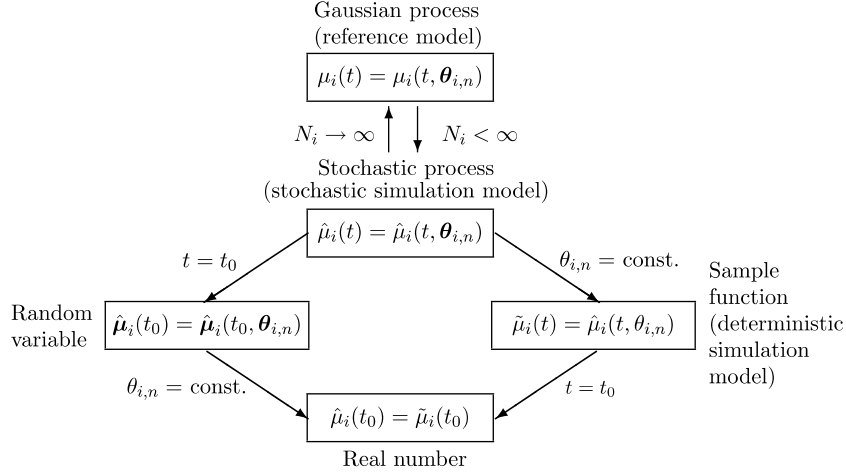 Gaussian process
(reference model)
μ_i(t) = μ_i(t, 𝜽_{i,n})
N_i → ∞ N_i < ∞
Stochastic process
(stochastic simulation model)
μ̂_i(t) = μ̂_i(t, 𝜽_{i,n})
t = t_0
θ_{i,n} = const.
Random
variable
𝝁̂_i(t_0) = 𝝁̂_i(t_0, 𝜽_{i,n})
μ̃_i(t) = μ̂_i(t, θ_{i,n})
Sample
function
(deterministic
simulation
model)
θ_{i,n} = const.
t = t_0
μ̂_i(t_0) = μ̃_i(t_0)
Real number